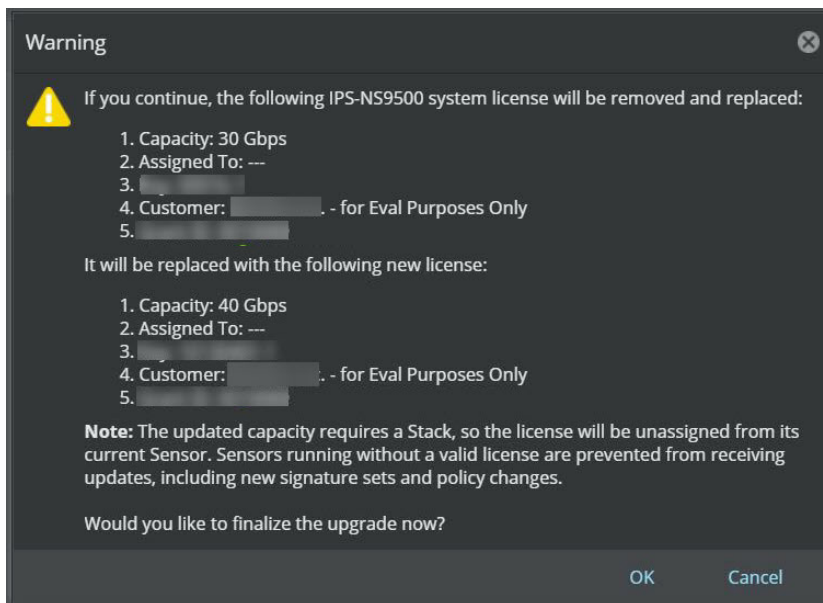 Warning
If you continue, the following IPS-NS9500 system license will be removed and replaced:
1. Capacity: 30 Gbps
2. Assigned To: ---
3.
4. Customer: . - for Eval Purposes Only
5.
It will be replaced with the following new license:
1. Capacity: 40 Gbps
2. Assigned To: ---
3.
4. Customer: . - for Eval Purposes Only
5.
Note: The updated capacity requires a Stack, so the license will be unassigned from its
current Sensor. Sensors running without a valid license are prevented from receiving
updates, including new signature sets and policy changes.
Would you like to finalize the upgrade now?
OK Cancel